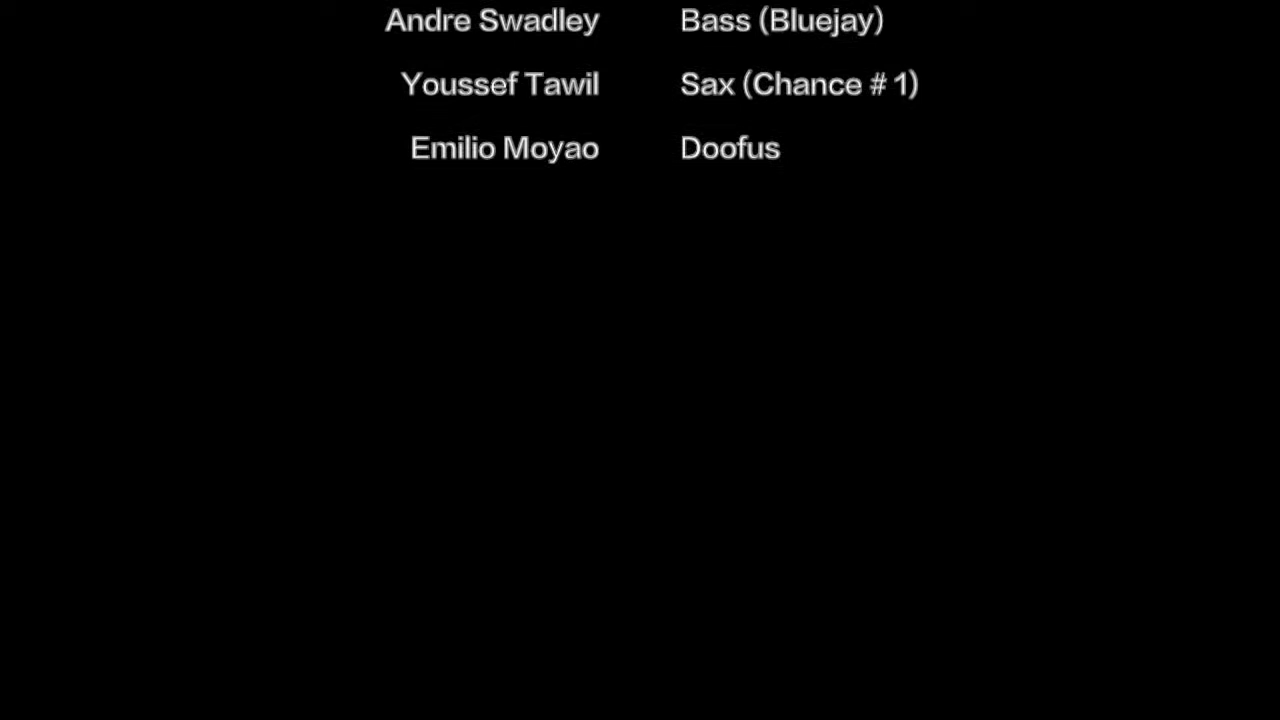 Andre Swadley Bass (Bluejay)
Youssef Tawil Sax (Chance # 1)
Emilio Moyao Doofus